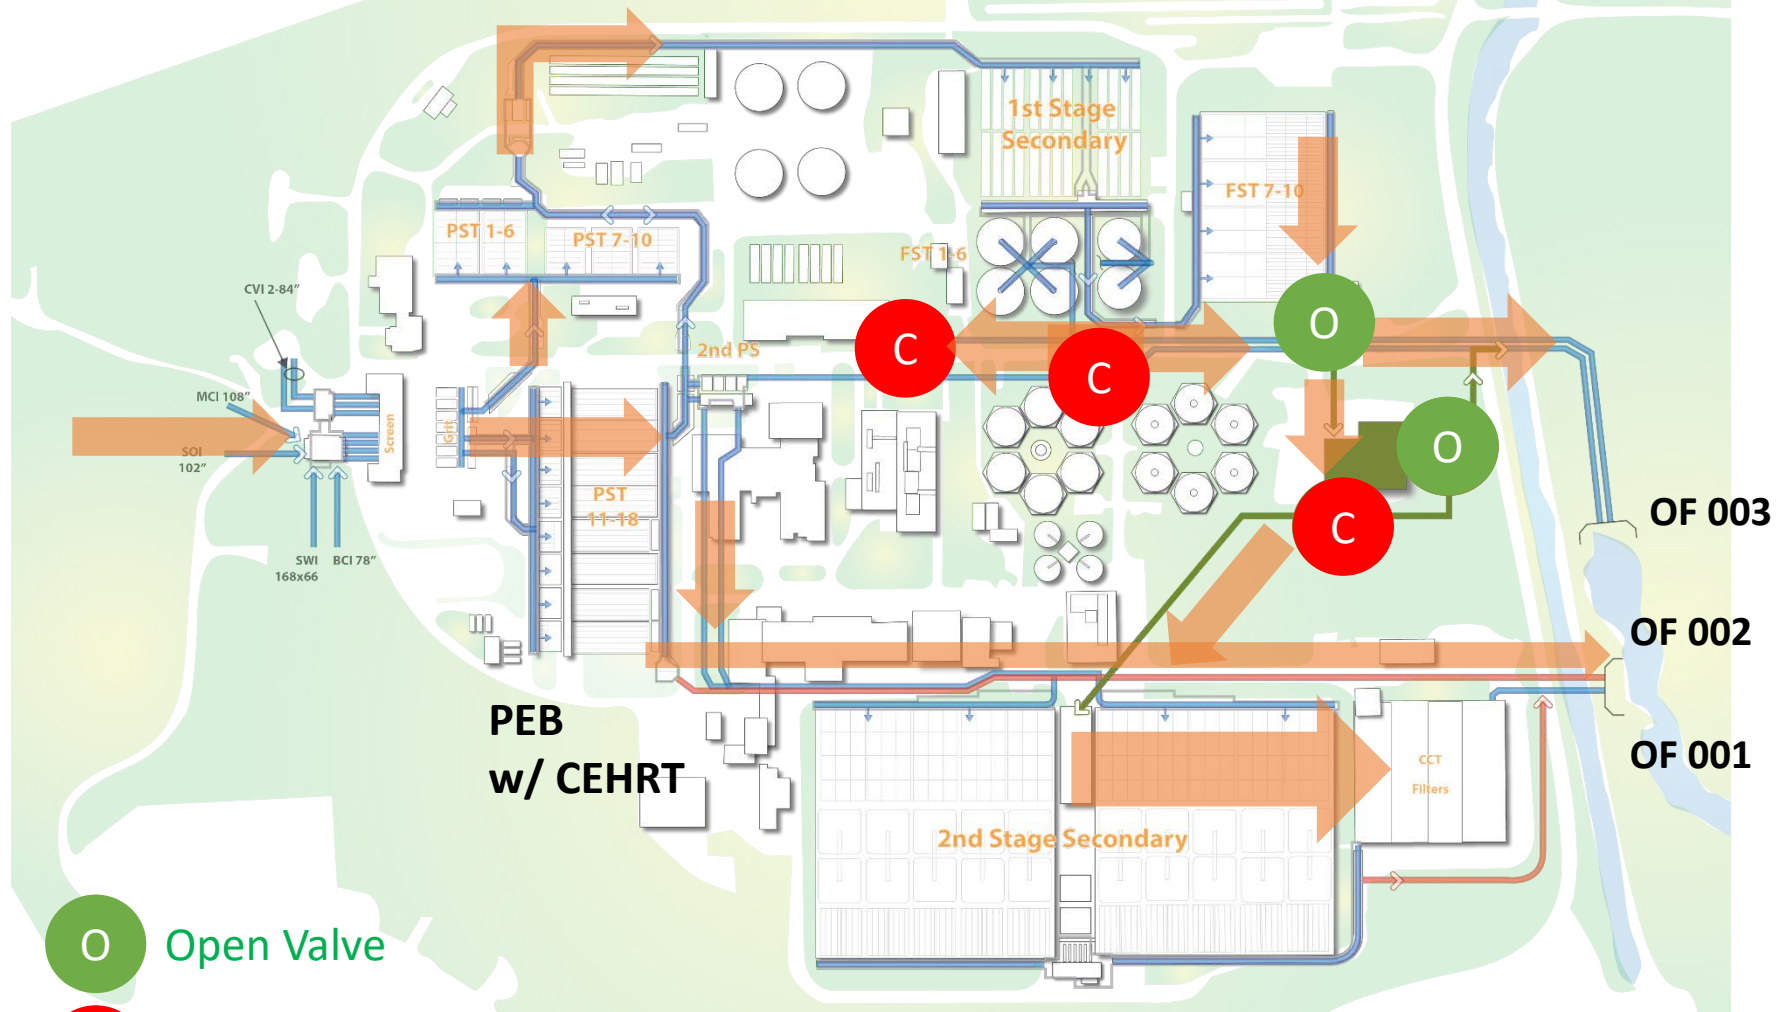 1st Stage
Secondary
FST 7-10
PST 1-6
PST 7-10
FST 1-6
CVI 2-84”
O
C
C
2nd PS
MCI 108”
SOI
102”
Screen
Grit
O
PST
11-18
C
OF 003
SWI
168x66
BCI 78”
OF 002
PEB
w/ CEHRT
OF 001
CCT
Filters
2nd Stage Secondary
O
Open Valve